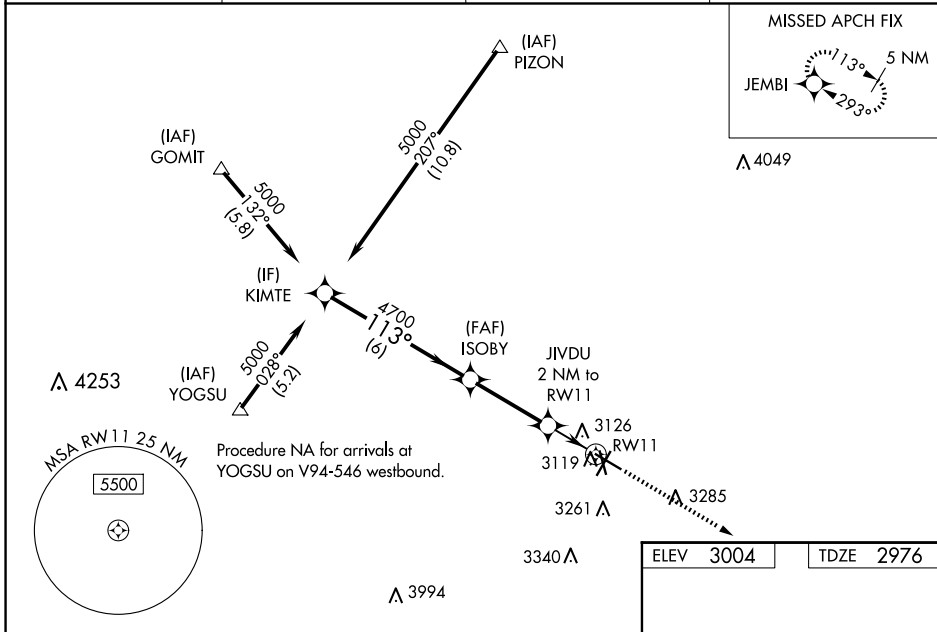 MISSED APCH FIX
5 NM
113°
JEMBI
293°
4049
(IAF)
PIZON
5000
207°
(10.8)
(IAF)
GOMIT
5000
132°
(5.8)
(IF)
KIMTE
4700
113°
(6)
(FAF)
ISOBY
JIVDU
2 NM to
RW11
5000
028°
(5.2)
(IAF)
YOGSU
4253
3126
RW11
3119
3285
3261
3340
3994
Procedure NA for arrivals at
YOGSU on V94-546 westbound.
MSA RW11 25 NM
5500
ELEV 3004
TDZE 2976